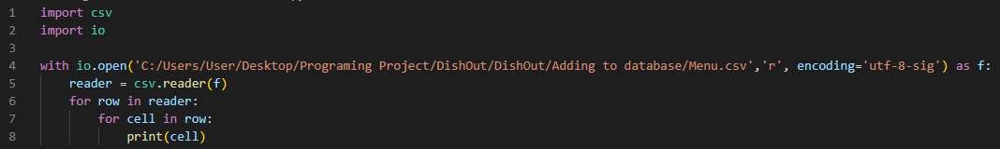 1 import csv
2 import io
3
4 with io.open('C:/Users/User/Desktop/Programing Project/DishOut/DishOut/Adding to database/Menu.csv','r', encoding='utf-8-sig') as f:
5     reader = csv.reader(f)
6     for row in reader:
7         for cell in row:
8             print(cell)